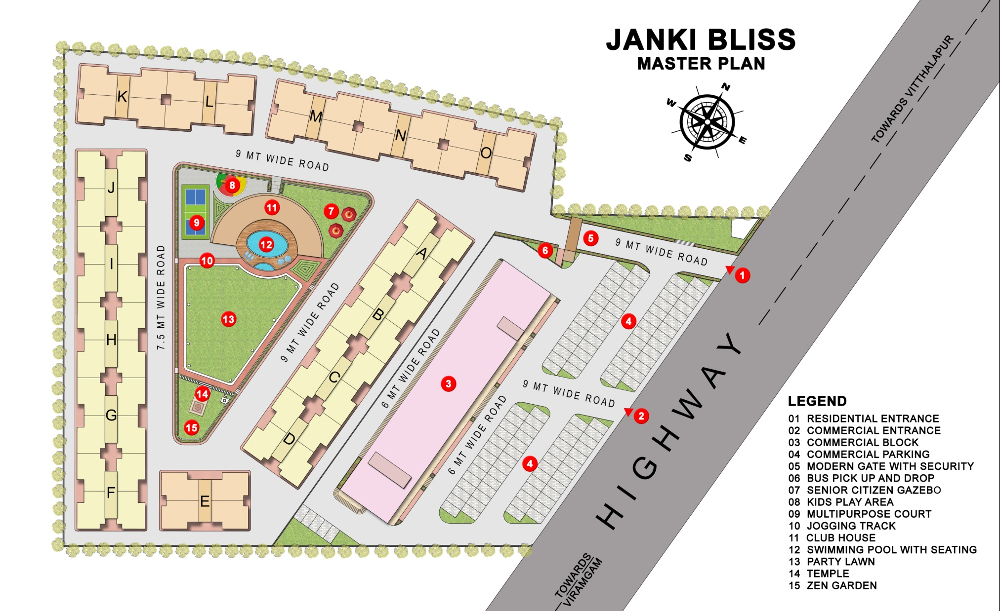 JANKI BLISS
MASTER PLAN
N
W
E
S
TOWARDS VITTHALAPUR
K
L
M
N
O
9 MT WIDE ROAD
J
I
H
G
F
E
7.5 MT WIDE ROAD
8
9
11
7
12
10
13
14
15
9 MT WIDE ROAD
A
B
C
D
6 MT WIDE ROAD
3
6 MT WIDE ROAD
6
5
9 MT WIDE ROAD
1
4
9 MT WIDE ROAD
2
4
HIGHWAY
TOWARDS
VIRAMGAM
LEGEND
01 RESIDENTIAL ENTRANCE
02 COMMERCIAL ENTRANCE
03 COMMERCIAL BLOCK
04 COMMERCIAL PARKING
05 MODERN GATE WITH SECURITY
06 BUS PICK UP AND DROP
07 SENIOR CITIZEN GAZEBO
08 KIDS PLAY AREA
09 MULTIPURPOSE COURT
10 JOGGING TRACK
11 CLUB HOUSE
12 SWIMMING POOL WITH SEATING
13 PARTY LAWN
14 TEMPLE
15 ZEN GARDEN